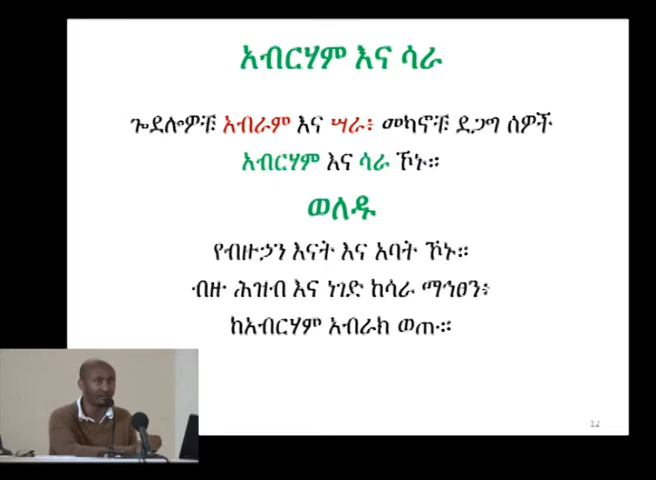 አብርሃም እና ሳራ
ጐደሎዎቹ አብራም እና ሣራ፥ መካኖቹ ደጋግ ሰዎች
አብርሃም እና ሳራ ኾኑ።
ወለዱ
የብዙኃን እናት እና አባት ኾኑ።
ብዙ ሕዝብ እና ነገድ ከሳራ ማኅፀን፥
ከአብርሃም አብራክ ወጡ።
12